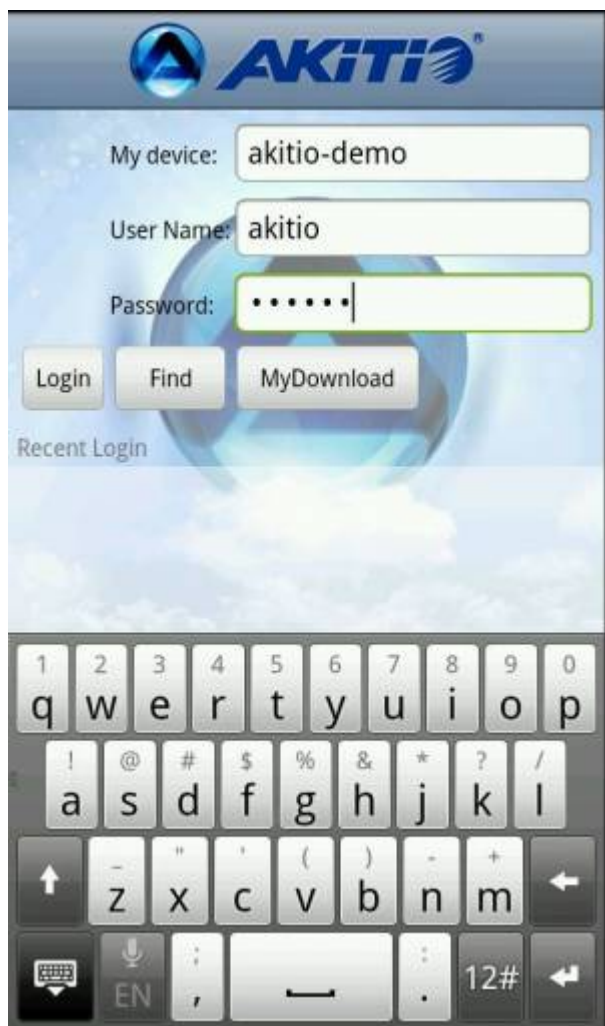 AKiTiO®
My device: akitio-demo
User Name: akitio
Password: ••••••
Login Find MyDownload
Recent Login
1 2 3 4 5 6 7 8 9 0
q w e r t y u i o p
! @ # $ % & * ? /
a s d f g h j k l
_ " ' ( ) - +
z x c v b n m
; :
EN , . 12#